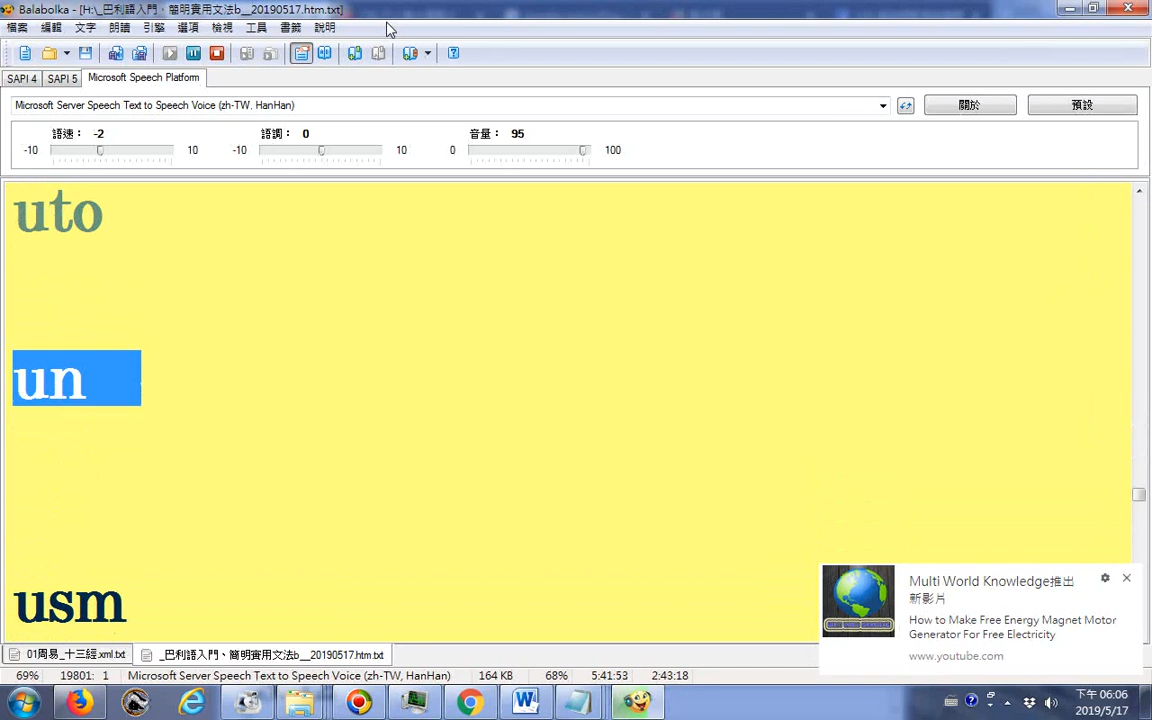 Balabolka - [H:\_巴利語入門、簡明實用文法b__20190517.htm.txt]
檔案 編輯 文字 朗讀 引擎 選項 檢視 工具 書籤 說明
SAPI 4 SAPI 5 Microsoft Speech Platform
Microsoft Server Speech Text to Speech Voice (zh-TW, HanHan) 關於 預設
語速： -2 語調： 0 音量： 95
-10 10 -10 10 0 100
uto
un
usm
Multi World Knowledge推出
新影片
How to Make Free Energy Magnet Motor
Generator For Free Electricity
www.youtube.com
01周易_十三經.xml.txt _巴利語入門、簡明實用文法b__20190517.htm.txt
69% 19801: 1 Microsoft Server Speech Text to Speech Voice (zh-TW, HanHan) 164 KB 68% 5:41:53 2:43:18
下午 06:06
2019/5/17